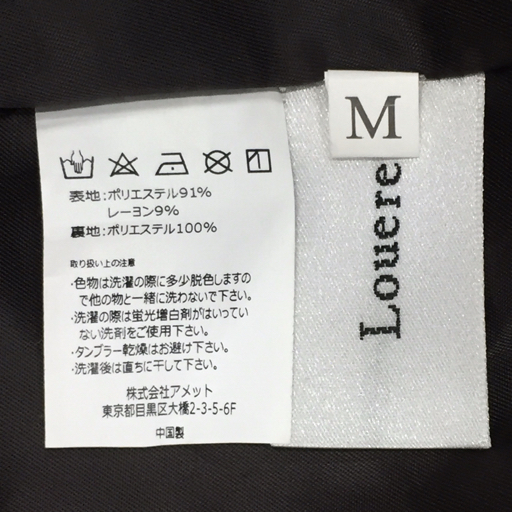 表地:ポリエステル91%
レーヨン9%
裏地:ポリエステル100%
取り扱い上の注意
・色物は洗濯の際に多少脱色しますの
で他の物と一緒に洗わないで下さい。
・洗濯の際は蛍光増白剤がはいってい
ない洗剤をご使用下さい。
・タンブラー乾燥はお避け下さい。
・洗濯後は直ちに干して下さい。
株式会社アメット
東京都目黒区大橋2-3-5-6F
中国製
M
Louere